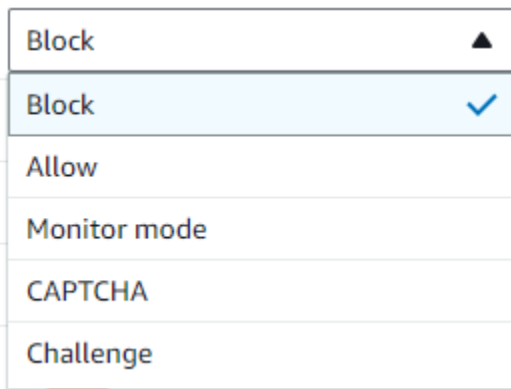 Block
Block
Allow
Monitor mode
CAPTCHA
Challenge